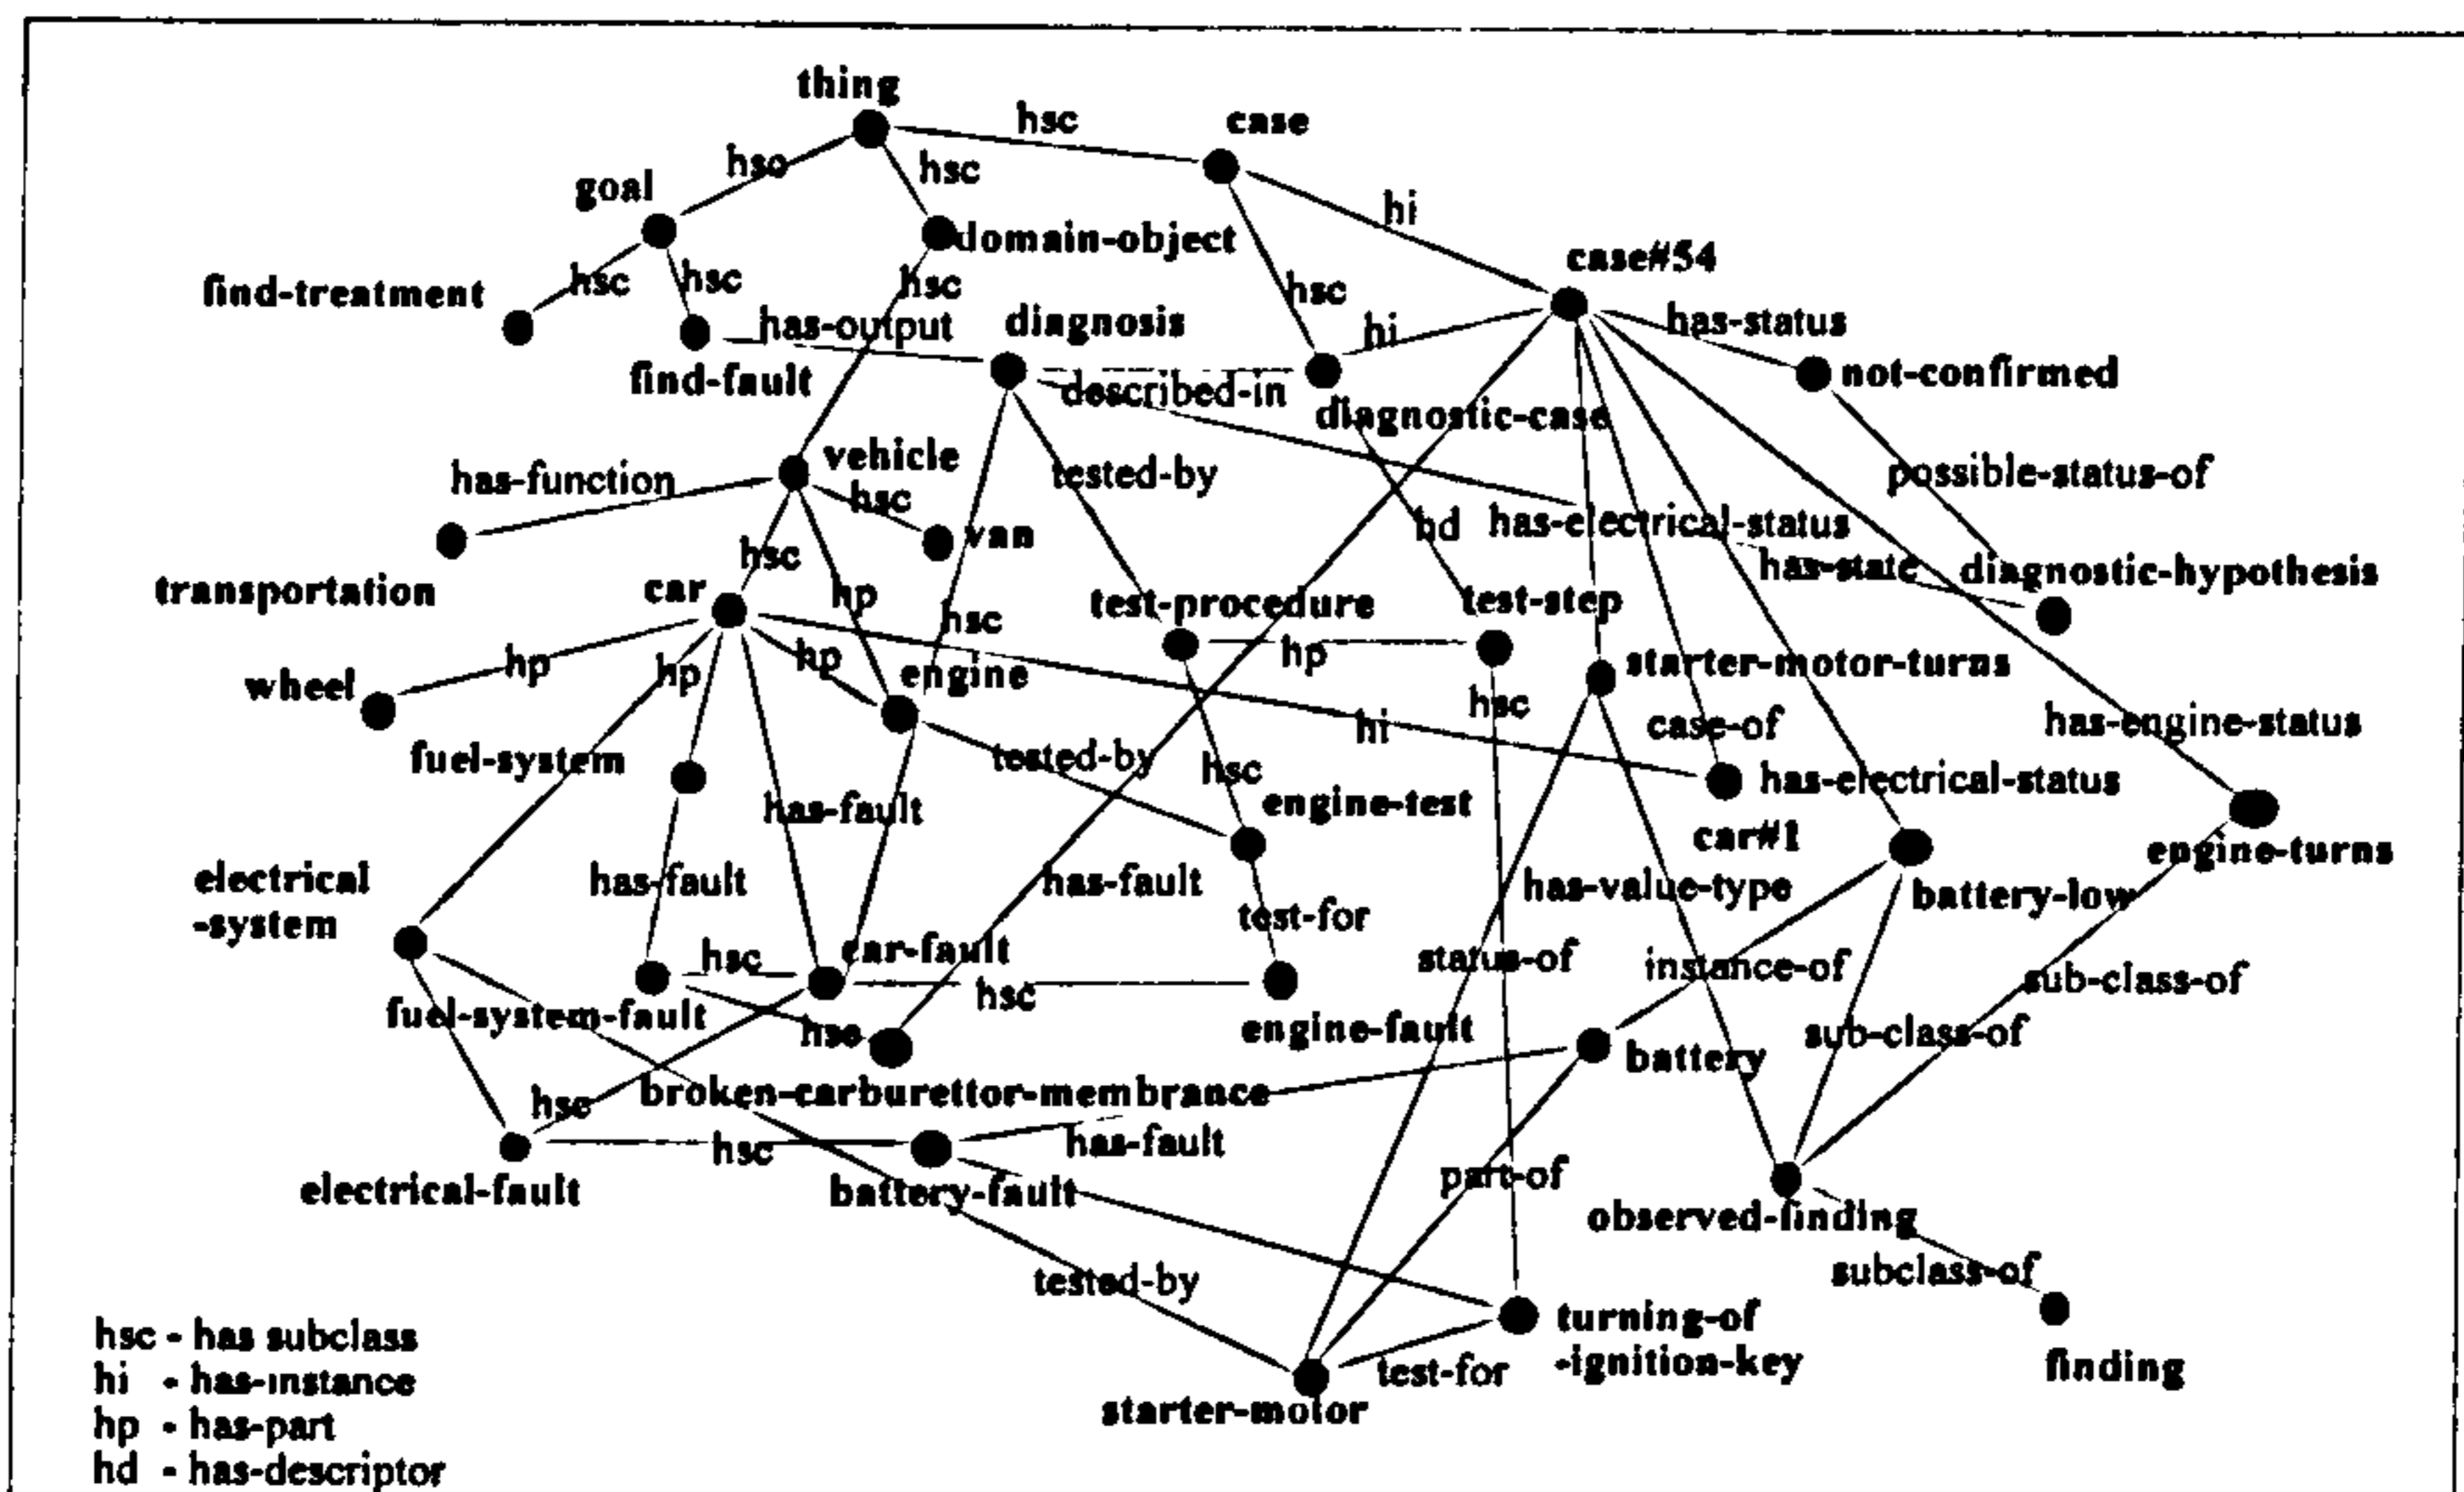 thing
hsc
case
hsc
hsc
goal
hi
domain-object
case#54
hsc
hsc
hsc
hsc
find-treatment
has-output
diagnosis
hi
has-status
find-fault
described-in
not-confirmed
diagnostic-case
vehicle
has-function
hsc
tested-by
possible-status-of
hd
has-electrical-status
van
hsc
has-state
diagnostic-hypothesis
transportation
car
hp
test-procedure
test-step
hsc
hp
hp
hp
hp
engine
starter-motor-turns
wheel
hsc
case-of
has-engine-status
hi
fuel-system
tested-by
hsc
has-electrical-status
has-fault
engine-test
car#1
engine-turns
electrical
-system
has-fault
has-fault
has-value-type
battery-low
test-for
car-fault
hsc
status-of
instance-of
sub-class-of
hsc
fuel-system-fault
hsc
engine-fault
sub-class-of
battery
broken-carburettor-membrance
hsc
hsc
has-fault
part-of
electrical-fault
battery-fault
observed-finding
tested-by
subclass-of
turning-of
-ignition-key
test-for
finding
starter-motor
hsc - has subclass
hi - has-instance
hp - has-part
hd - has-descriptor